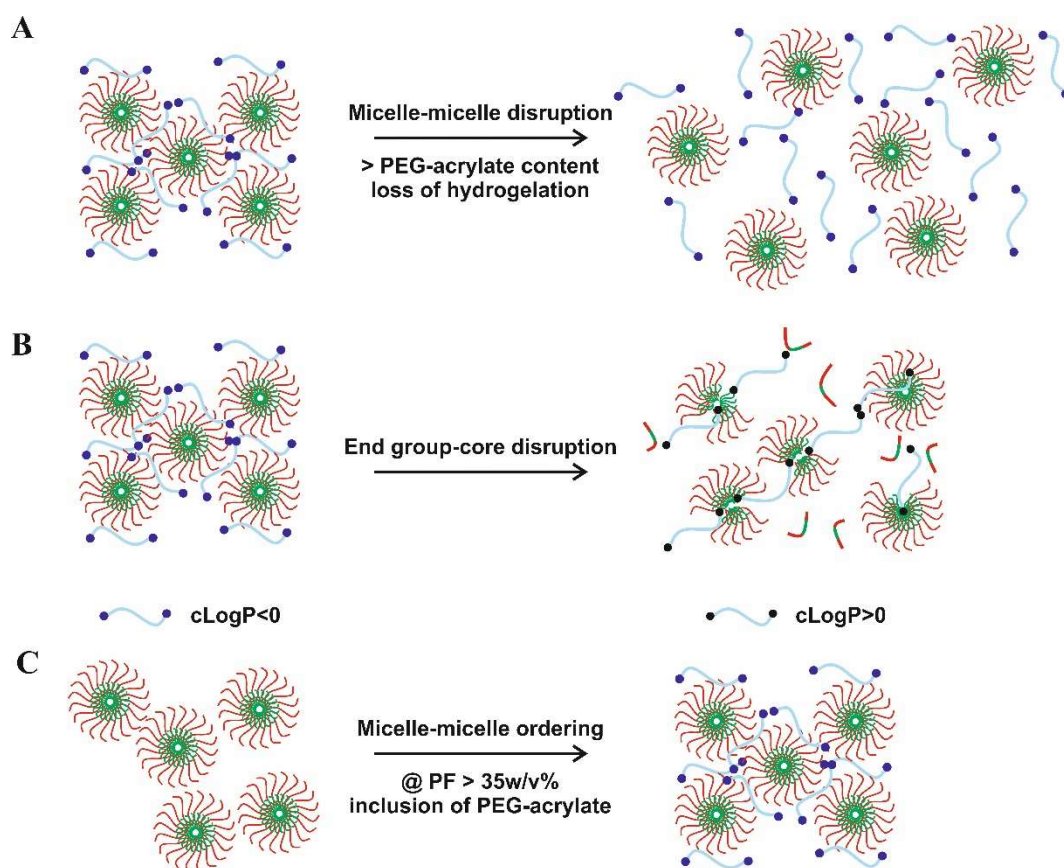 A
Micelle-micelle disruption
> PEG-acrylate content
loss of hydrogelation
B
End group-core disruption
cLogP<0
cLogP>0
C
Micelle-micelle ordering
@ PF > 35w/v%
inclusion of PEG-acrylate